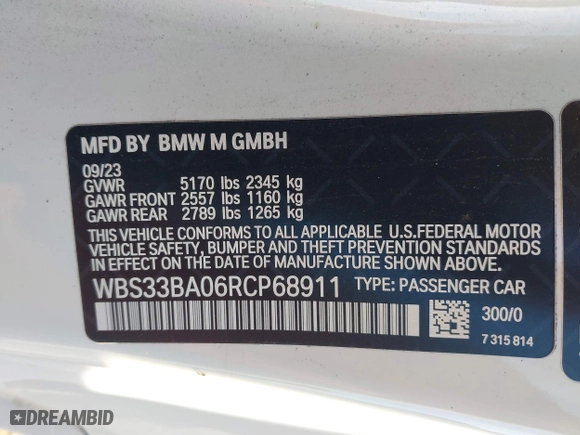 MFD BY BMW M GMBH
09/23
GVWR 5170 lbs 2345 kg
GAWR FRONT 2557 lbs 1160 kg
GAWR REAR 2789 lbs 1265 kg
THIS VEHICLE CONFORMS TO ALL APPLICABLE U.S.FEDERAL MOTOR
VEHICLE SAFETY, BUMPER AND THEFT PREVENTION STANDARDS
IN EFFECT ON THE DATE OF MANUFACTURE SHOWN ABOVE.
WBS33BA06RCP68911 TYPE: PASSENGER CAR
300/0
7 315 814
DREAMBID